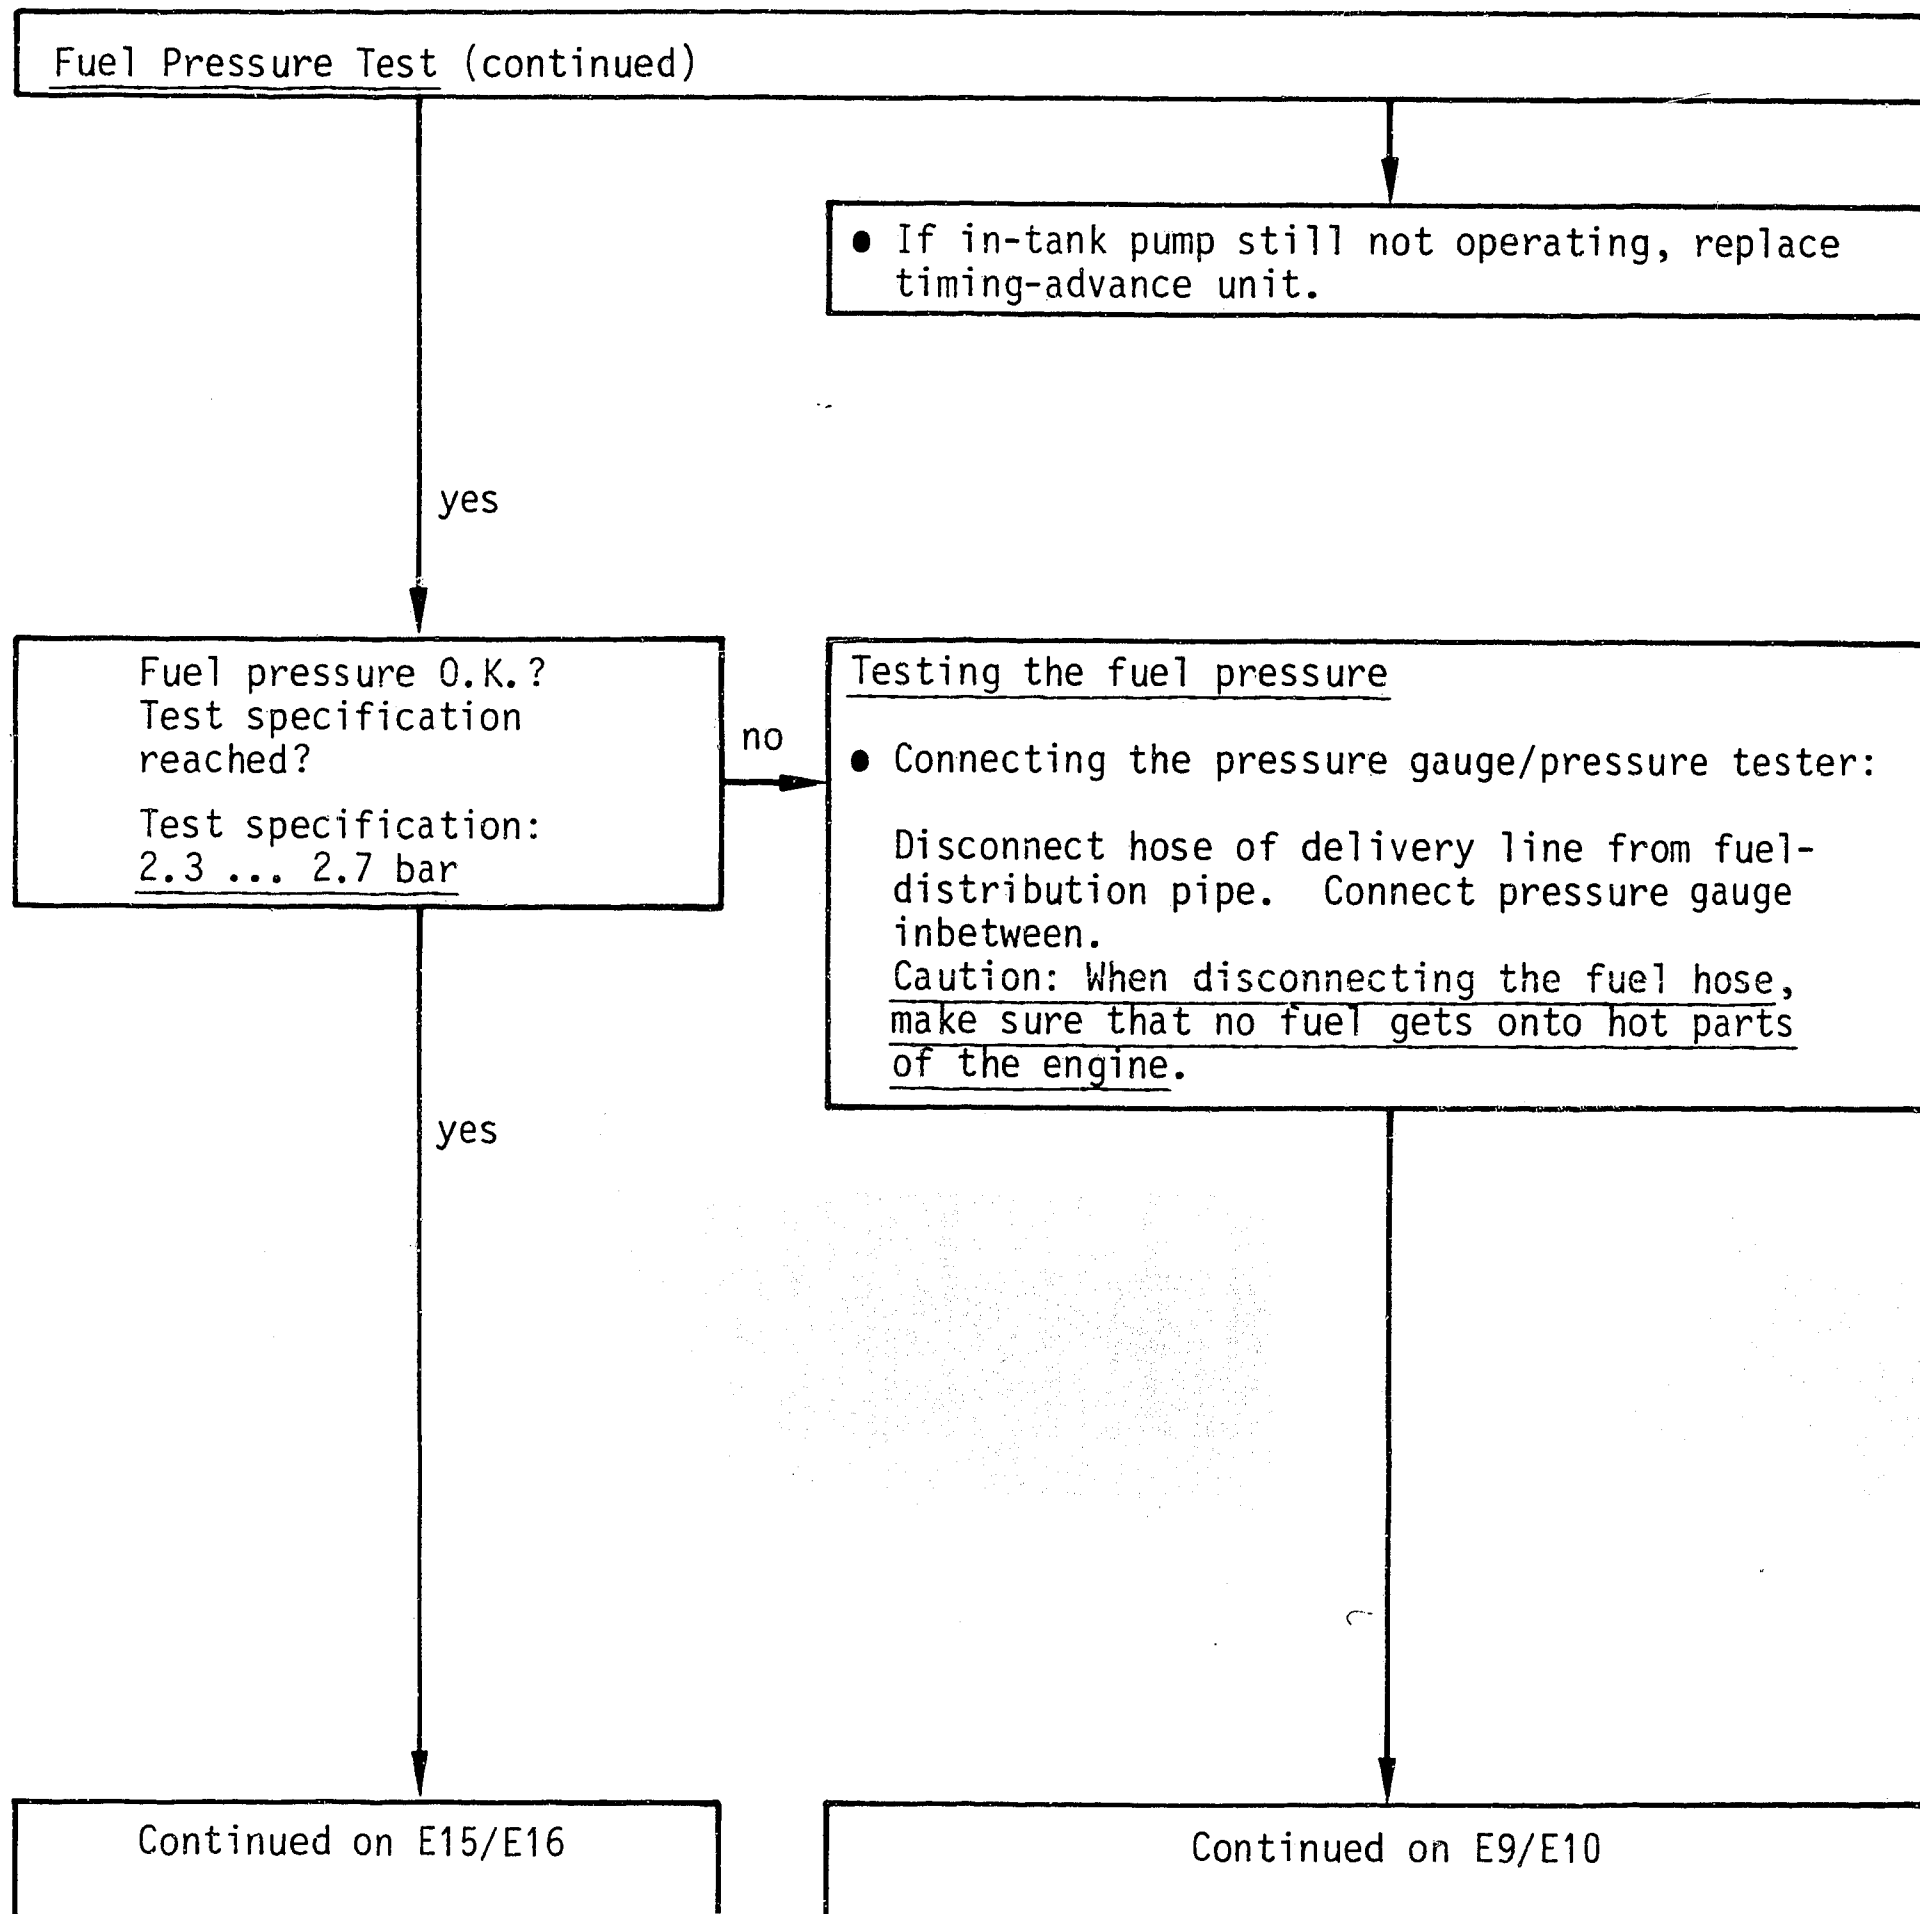 Fuel Pressure Test (continued)
● If in-tank pump still not operating, replace
timing-advance unit.
yes
Fuel pressure O.K.?
Test specification
reached?
Test specification:
2.3 ... 2.7 bar
no
Testing the fuel pressure
● Connecting the pressure gauge/pressure tester:
Disconnect hose of delivery line from fuel-
distribution pipe. Connect pressure gauge
inbetween.
Caution: When disconnecting the fuel hose,
make sure that no fuel gets onto hot parts
of the engine.
yes
Continued on E15/E16
Continued on E9/E10